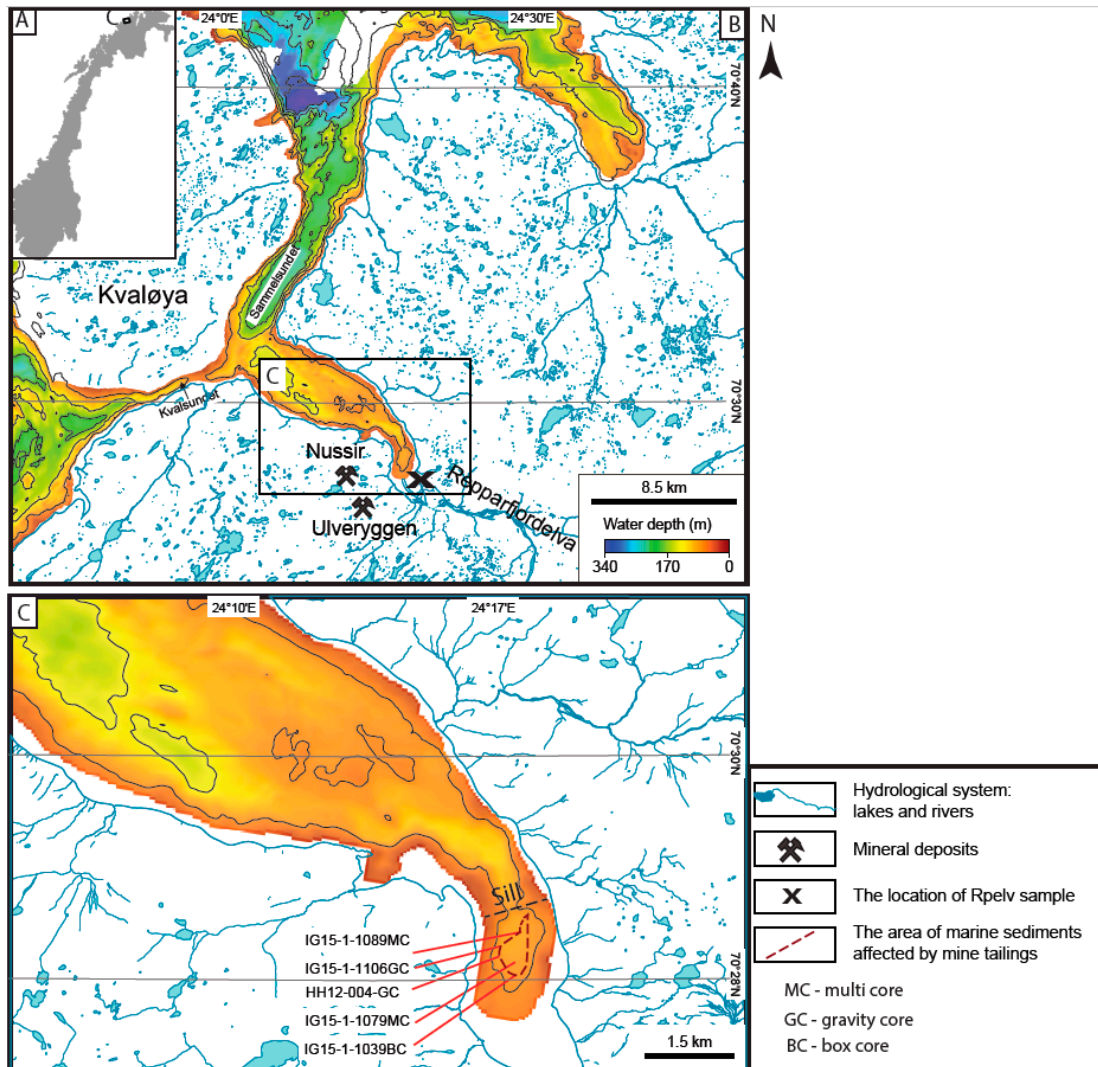 A
24°0'E
24°30'E
B
N
C
70°40'N
Sammelsundet
Kvaløya
C
Kvalsundet
70°30'N
Nussir
Repparfjordelva
Ulveryggen
8.5 km
Water depth (m)
340
170
0
C
24°10'E
24°17'E
70°30'N
Sill
IG15-1-1089MC
IG15-1-1106GC
HH12-004-GC
IG15-1-1079MC
IG15-1-1039BC
70°28'N
1.5 km
Hydrological system:
lakes and rivers
Mineral deposits
The location of Rpelv sample
The area of marine sediments
affected by mine tailings
MC - multi core
GC - gravity core
BC - box core